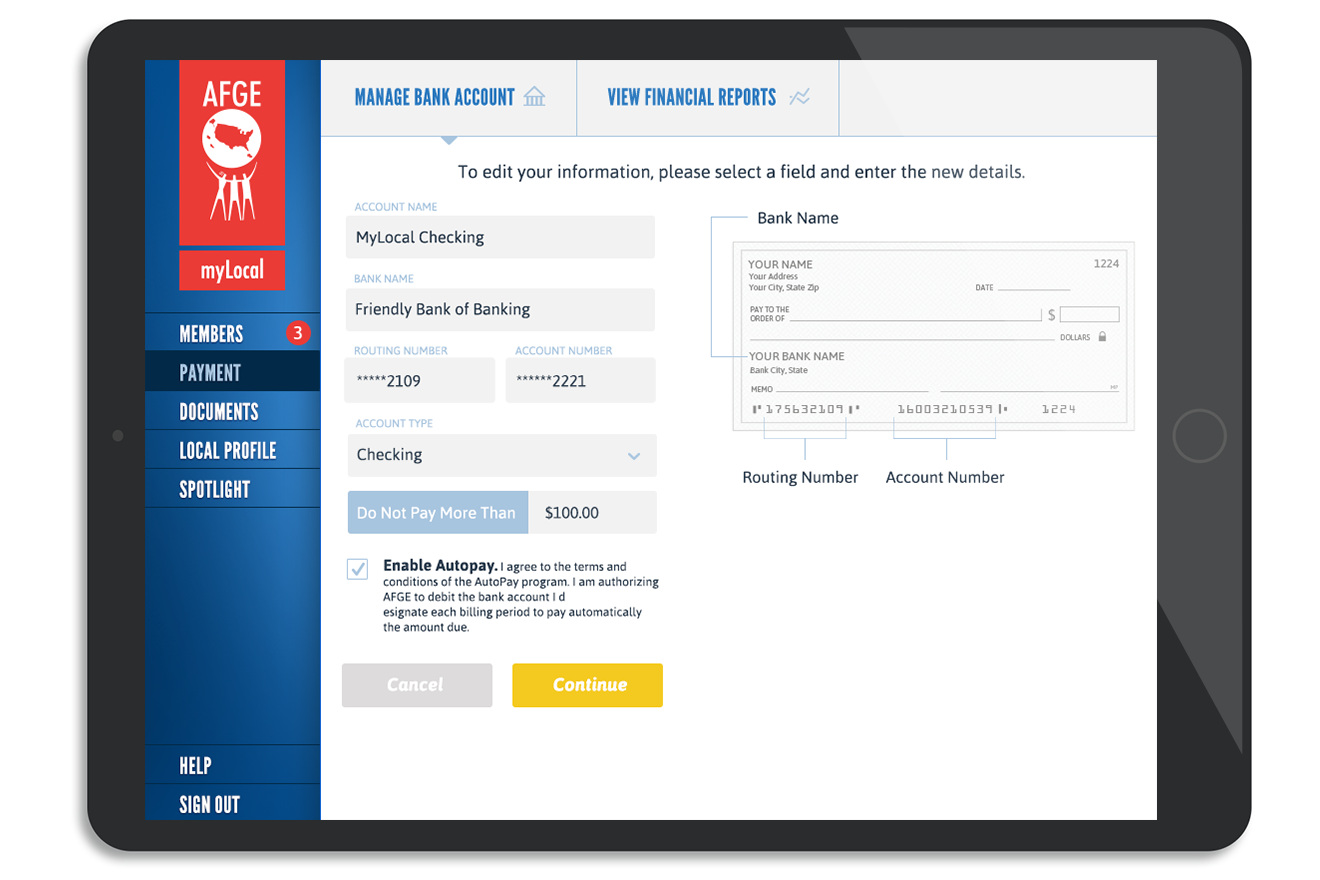 AFGE
myLocal
MEMBERS 3
PAYMENT
DOCUMENTS
LOCAL PROFILE
SPOTLIGHT
HELP
SIGN OUT
MANAGE BANK ACCOUNT
VIEW FINANCIAL REPORTS
To edit your information, please select a field and enter the new details.
ACCOUNT NAME
MyLocal Checking
BANK NAME
Friendly Bank of Banking
ROUTING NUMBER ACCOUNT NUMBER
*****2109 ******2221
ACCOUNT TYPE
Checking
Do Not Pay More Than $100.00
Enable Autopay. I agree to the terms and
conditions of the AutoPay program. I am authorizing
AFGE to debit the bank account I d
esignate each billing period to pay automatically
the amount due.
Cancel Continue
Bank Name
YOUR NAME 1224
Your Address
Your City, State Zip DATE
PAY TO THE
ORDER OF $
DOLLARS
YOUR BANK NAME
Bank City, State
MEMO MP
175632109 16003210539 1224
Routing Number Account Number